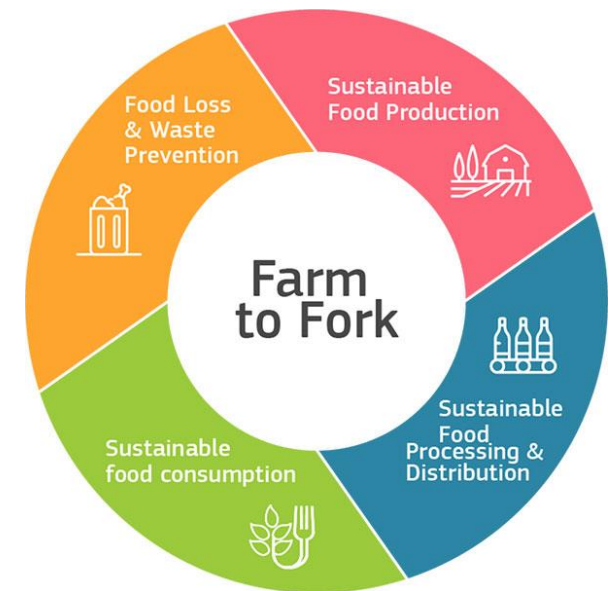 Farm
to Fork
Sustainable
Food Production
Sustainable
Food
Processing &
Distribution
Sustainable
food consumption
Food Loss
& Waste
Prevention